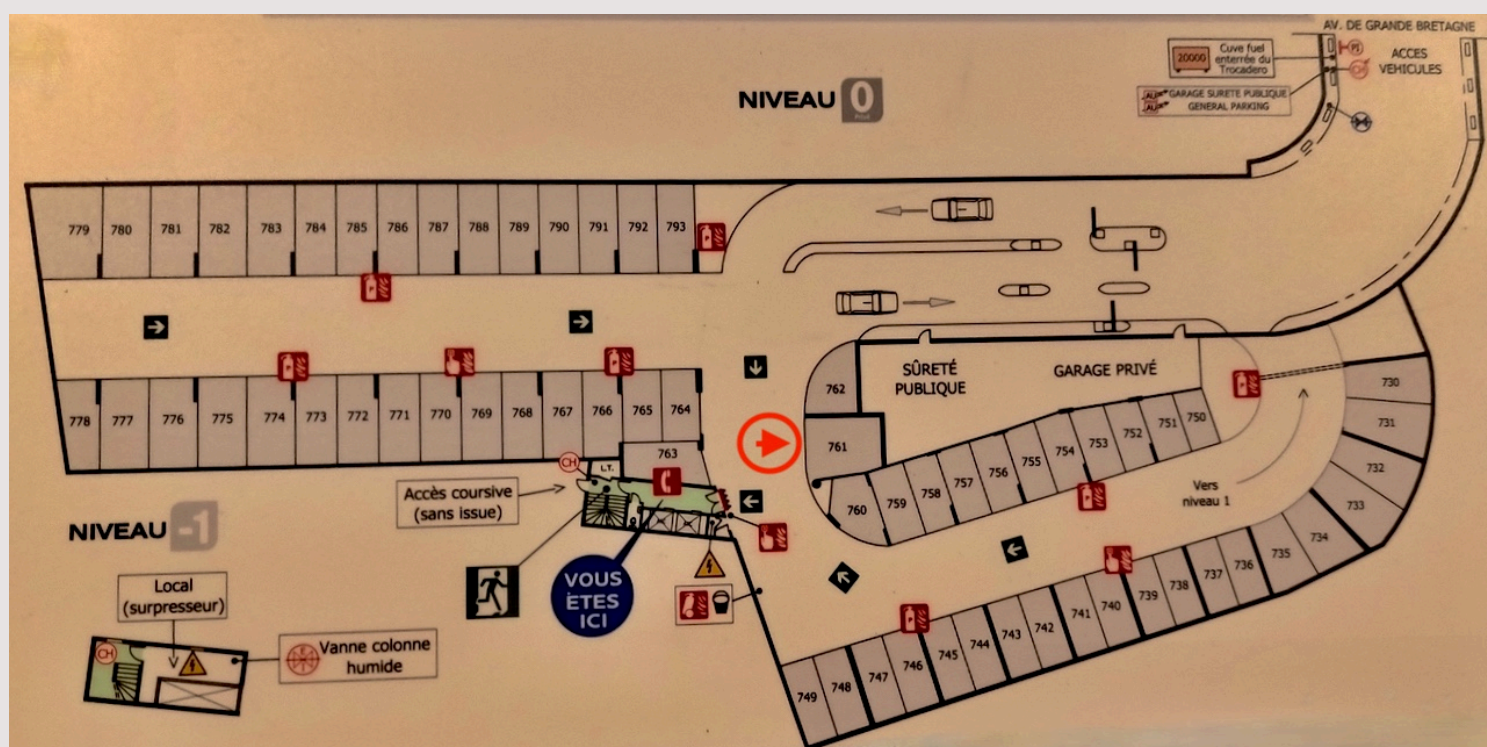 AV. DE GRANDE BRETAGNE
20000
Cuve fuel
enterrée du
Trocadero
PI
ACCES
VEHICULES
CH
GARAGE SURETE PUBLIQUE
GENERAL PARKING
NIVEAU 0
779 780 781 782 783 784 785 786 787 788 789 790 791 792 793
778 777 776 775 774 773 772 771 770 769 768 767 766 765 764
763
762
761
SÛRETÉ
PUBLIQUE
GARAGE PRIVÉ
760 759 758 757 756 755 754 753 752 751 750
730
731
732
733
734
735
736
737
738
739
740
741
742
743
744
745
746
747
748
749
Vers
niveau 1
CH
L.T.
Accès coursive
(sans issue)
VOUS
ÊTES
ICI
NIVEAU -1
Local
(surpresseur)
CH
Vanne colonne
humide